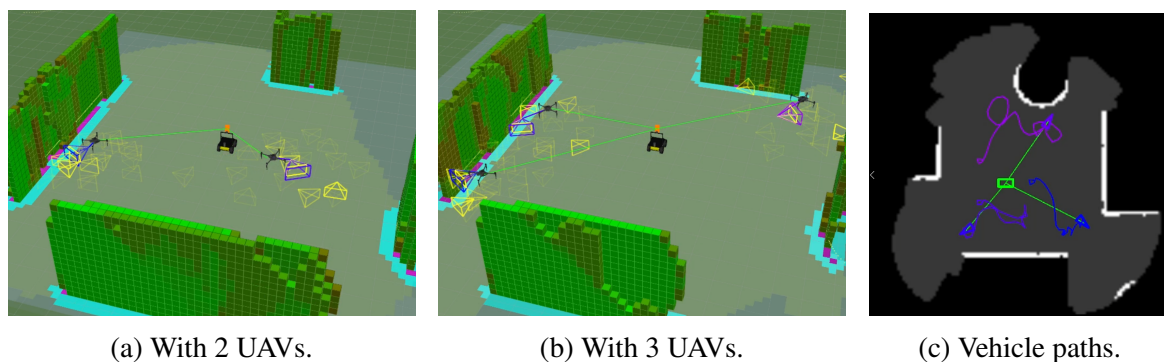 (a) With 2 UAVs.
(b) With 3 UAVs.
(c) Vehicle paths.